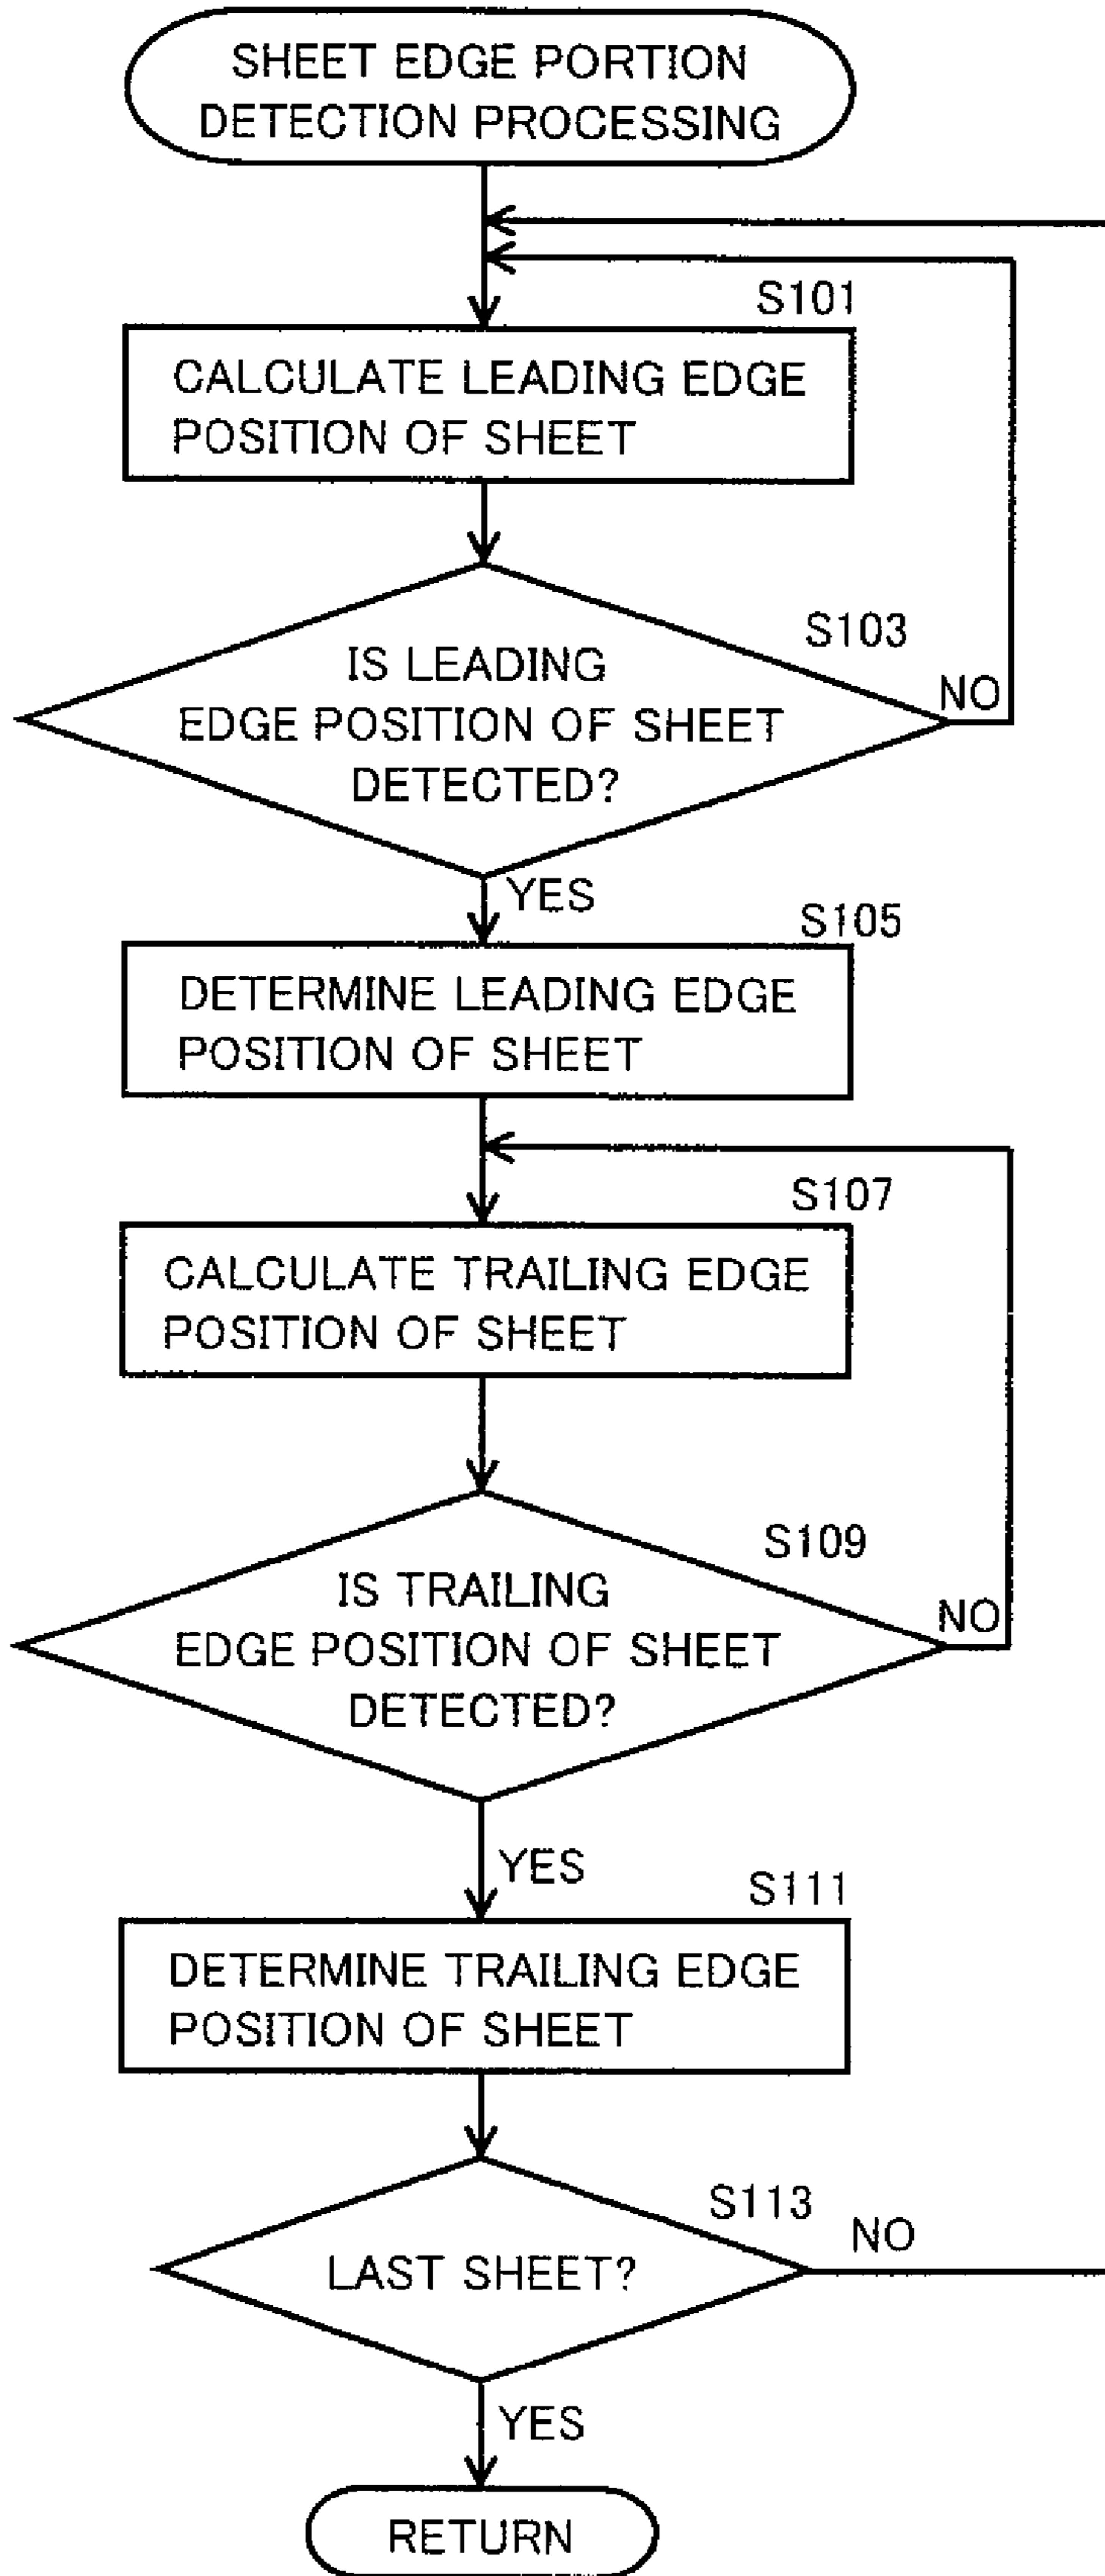 SHEET EDGE PORTION
DETECTION PROCESSING
S101
CALCULATE LEADING EDGE
POSITION OF SHEET
S103
IS LEADING
EDGE POSITION OF SHEET
DETECTED?
NO
YES
S105
DETERMINE LEADING EDGE
POSITION OF SHEET
S107
CALCULATE TRAILING EDGE
POSITION OF SHEET
S109
IS TRAILING
EDGE POSITION OF SHEET
DETECTED?
NO
YES
S111
DETERMINE TRAILING EDGE
POSITION OF SHEET
S113
NO
LAST SHEET?
YES
RETURN